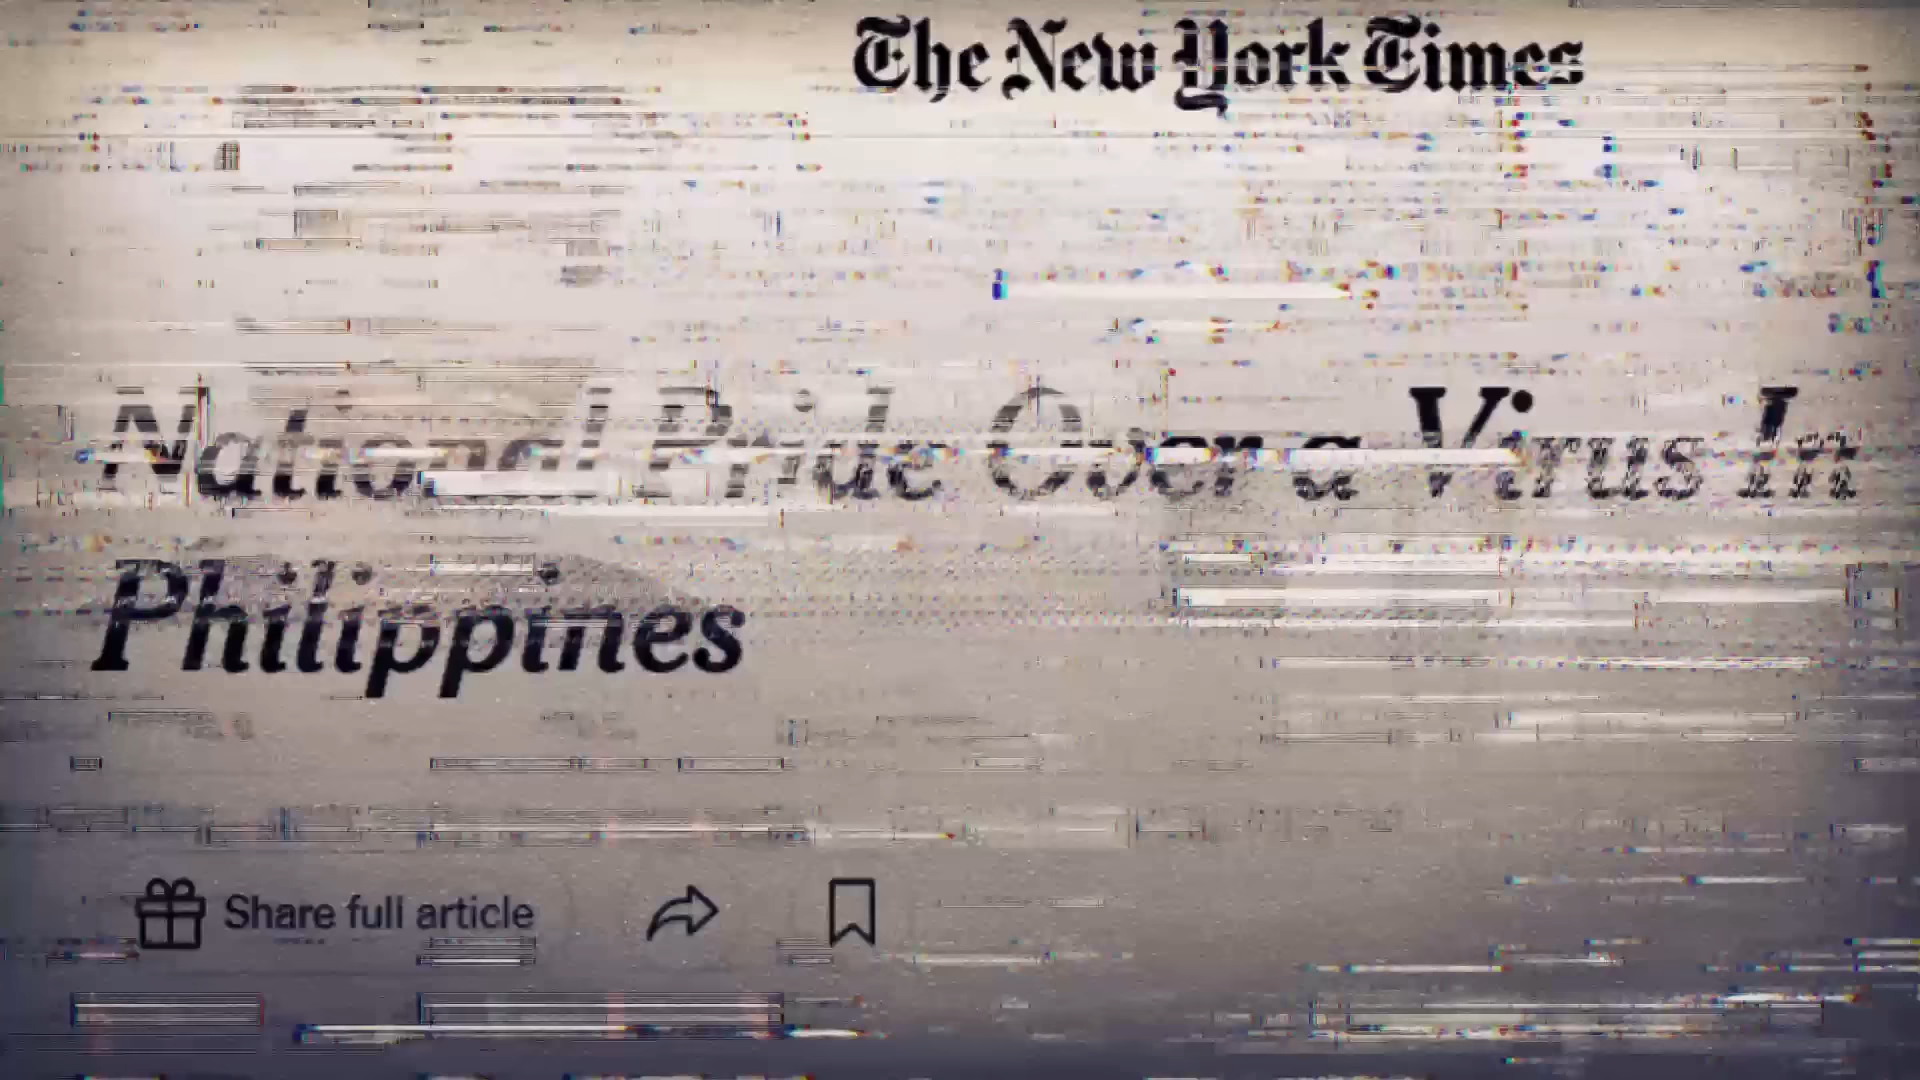 The New York Times
National Pride Over a Virus In
Philippines
Share full article